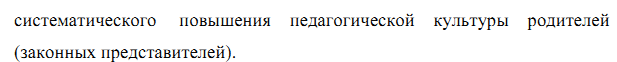 систематического повышения педагогической культуры родителей
(законных представителей).